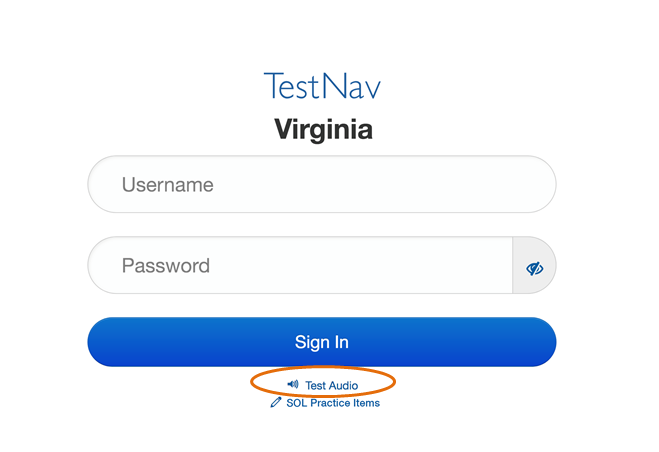 TestNav
Virginia
Username
Password
Sign In
Test Audio
SOL Practice Items